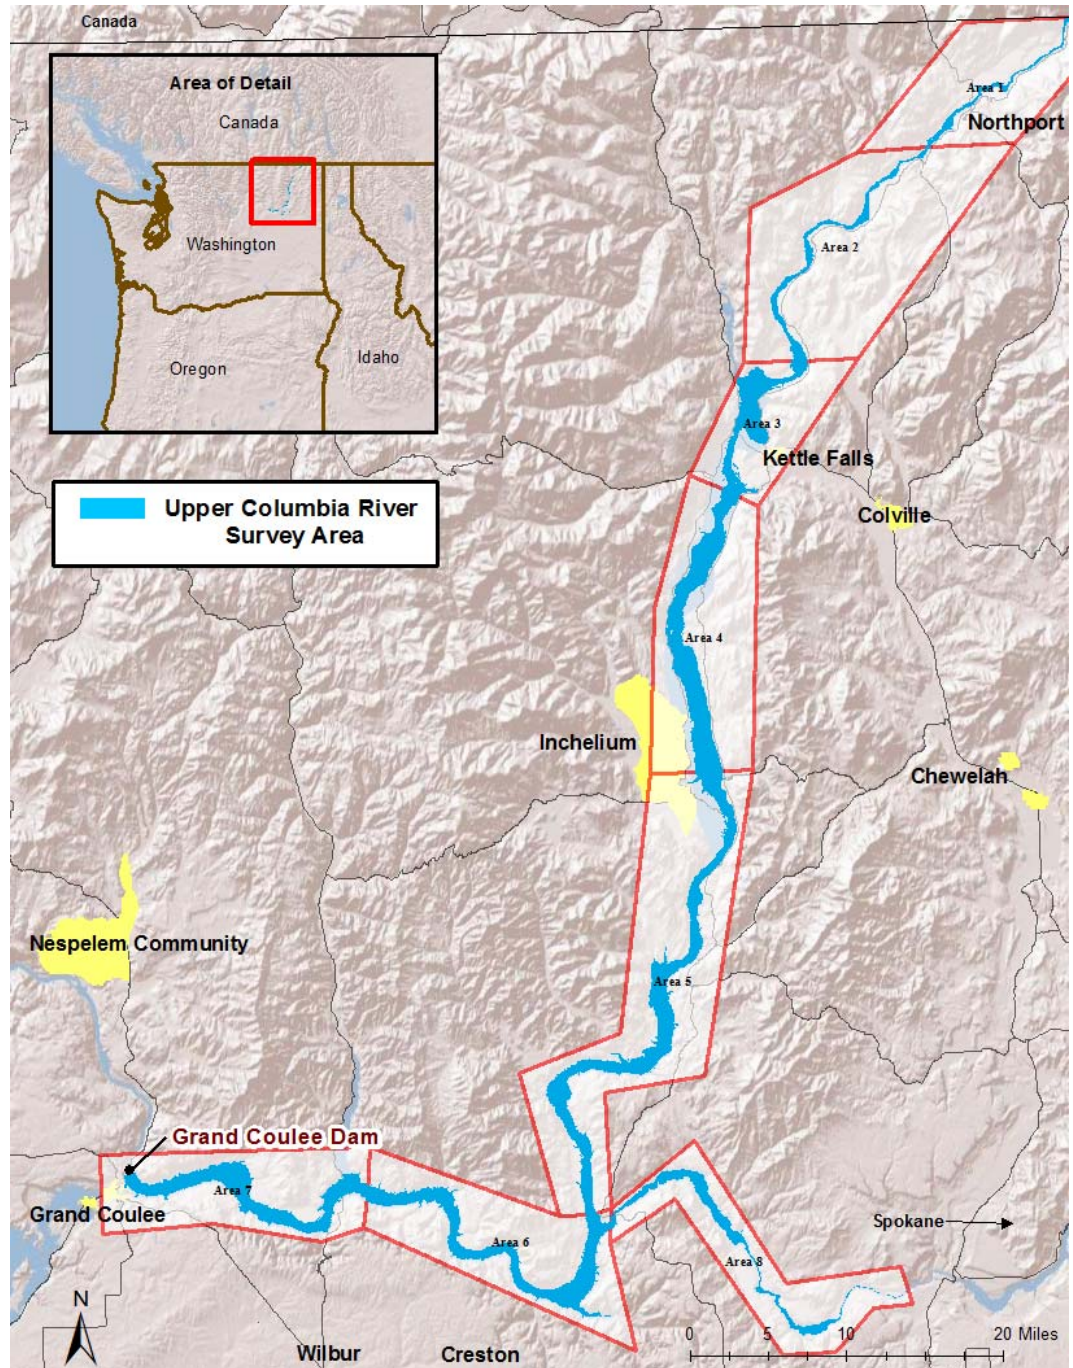 Canada
Area of Detail
Canada
Washington
Oregon
Idaho
Upper Columbia River
Survey Area
Area 1
Northport
Area 2
Area 3
Kettle Falls
Colville
Area 4
Inchelium
Chewelah
Nespelem Community
Area 5
Grand Coulee Dam
Area 7
Grand Coulee
Area 6
Spokane
Area 8
N
0 5 10 20 Miles
Wilbur
Creston